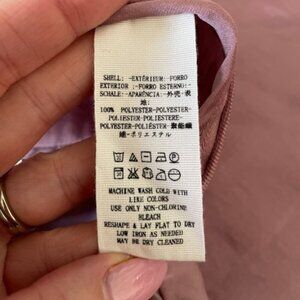 SHELL: -EXTÉRIEUR: -FORRO
EXTERIOR ; -FORRO ESTERNO: -
SCHALE: -APARÊNCIA: -外壳: -表
地:
100% POLYESTER-POLYESTER-
POLIESTER-POLIESTERE-
POLYESTER-POLIÉSTER-聚酯纖
維-ポリエステル
MACHINE WASH COLD WITH
LIKE COLORS
USE ONLY NON-CHLORINE
BLEACH
RESHAPE & LAY FLAT TO DRY
LOW IRON AS NEEDED
MAY BE DRY CLEANED